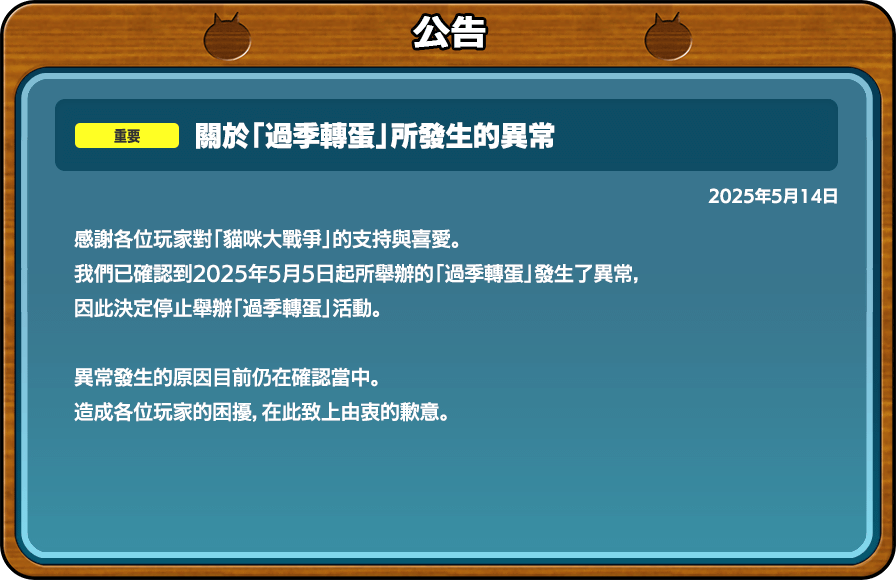 公告
重要
關於「過季轉蛋」所發生的異常
2025年5月14日
感謝各位玩家對「貓咪大戰爭」的支持與喜愛。
我們已確認到2025年5月5日起所舉辦的「過季轉蛋」發生了異常,
因此決定停止舉辦「過季轉蛋」活動。
異常發生的原因目前仍在確認當中。
造成各位玩家的困擾, 在此致上由衷的歉意。